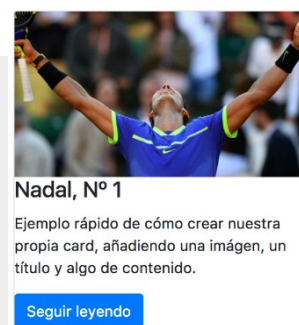 Nadal, Nº 1
Ejemplo rápido de cómo crear nuestra
propia card, añadiendo una imágen, un
título y algo de contenido.
Seguir leyendo